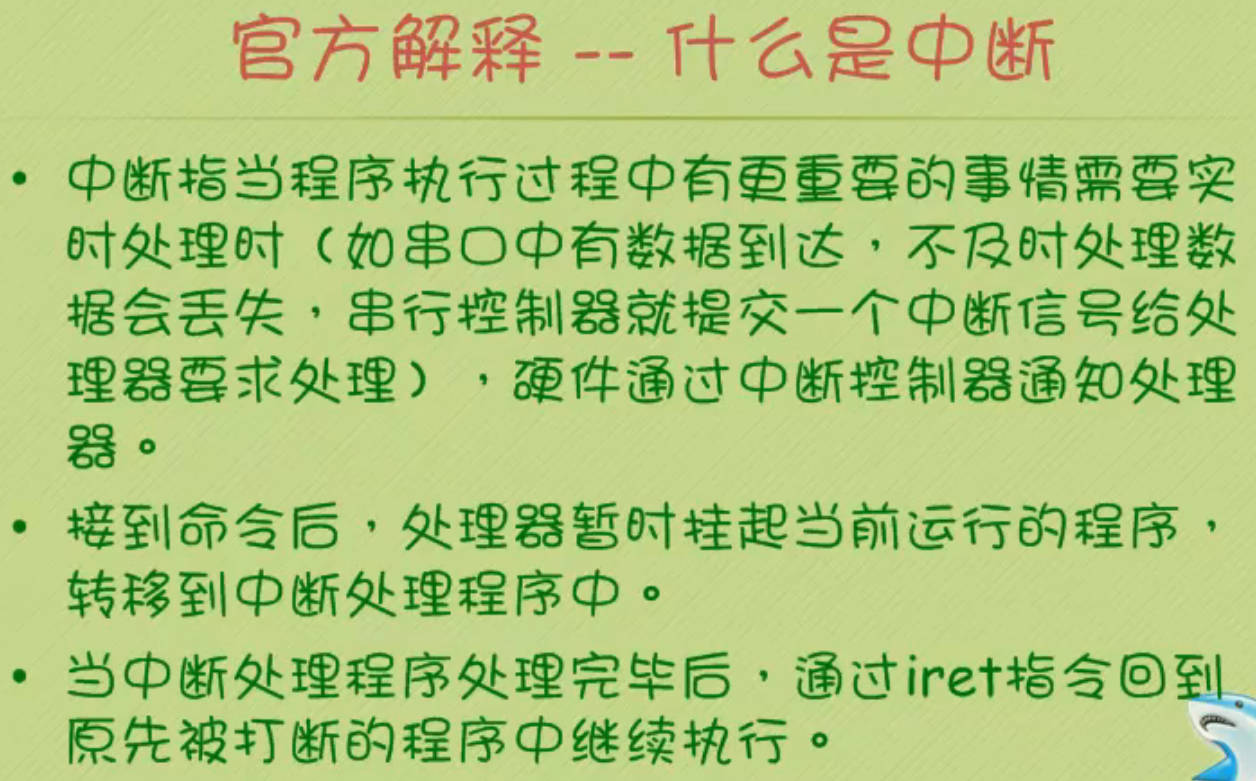 官方解释 -- 什么是中断
• 中断指当程序执行过程中有更重要的事情需要实
时处理时（如串口中有数据到达，不及时处理数
据会丢失，串行控制器就提交一个中断信号给处
理器要求处理），硬件通过中断控制器通知处理
器。
• 接到命令后，处理器暂时挂起当前运行的程序，
转移到中断处理程序中。
• 当中断处理程序处理完毕后，通过iret指令回到
原先被打断的程序中继续执行。